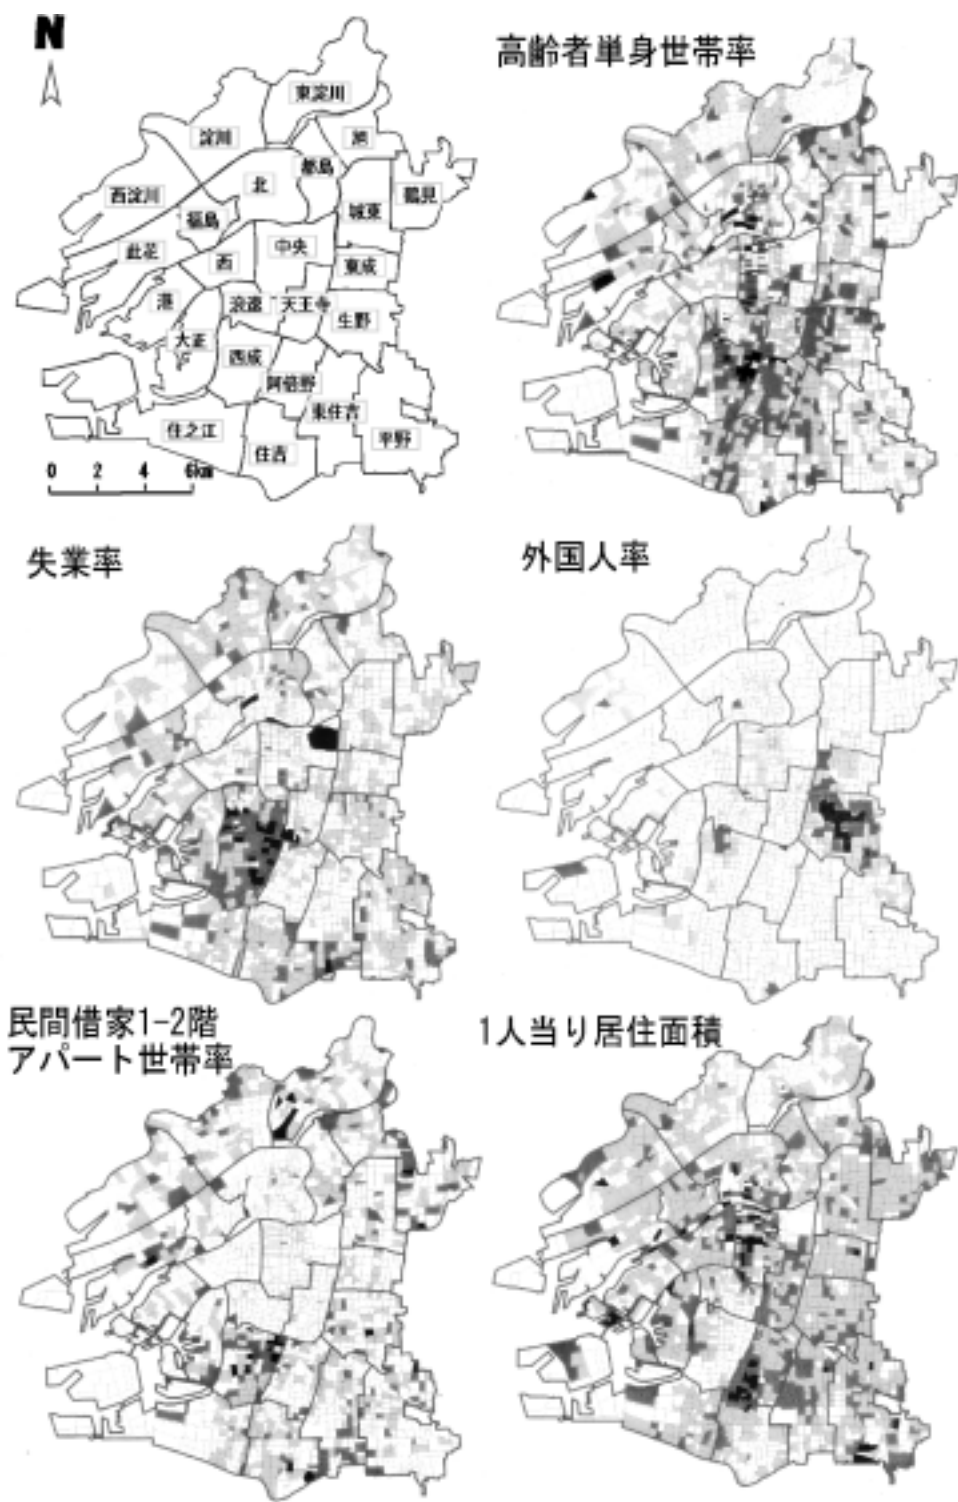 N
高齢者単身世帯率
東淀川
淀川
旭
都島
北
西淀川
鶴見
福島
城東
此花
中央
西
東成
港
浪速
天王寺
生野
大正
西成
阿倍野
東住吉
住之江
平野
住吉
0 2 4 6km
失業率
外国人率
民間借家1-2階
アパート世帯率
1人当り居住面積